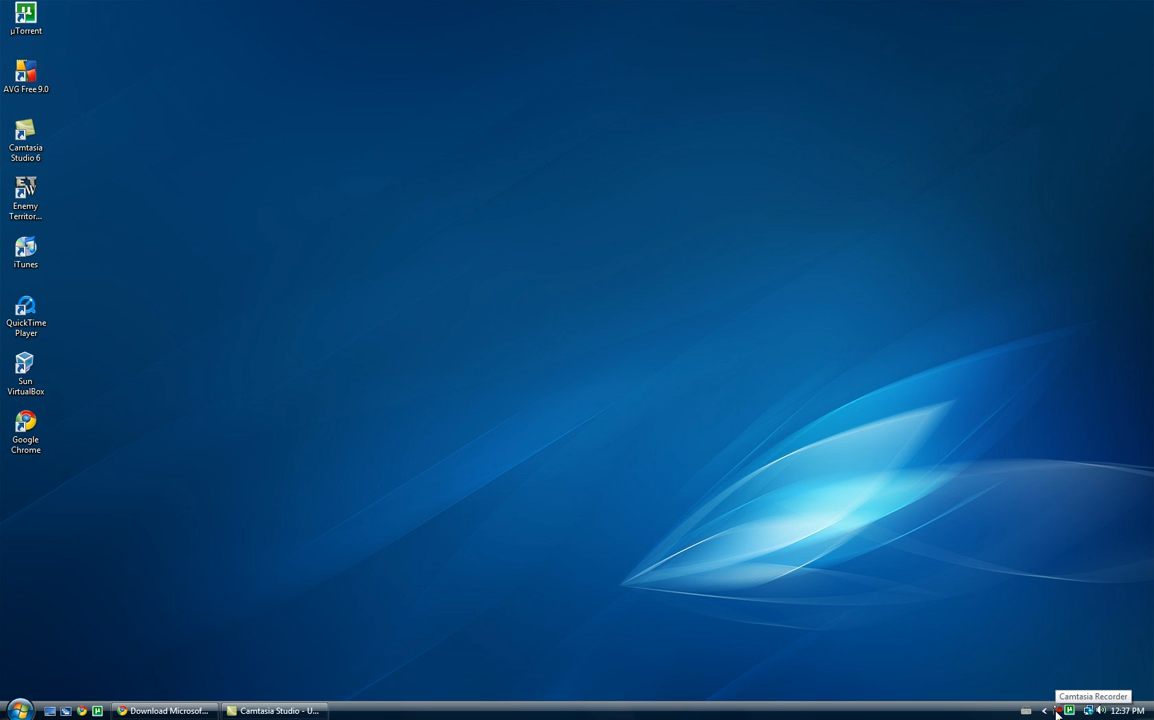 µTorrent
AVG Free 9.0
Camtasia
Studio 6
Enemy
Territor...
iTunes
QuickTime
Player
Sun
VirtualBox
Google
Chrome
Camtasia Recorder
Download Microsof...
Camtasia Studio - U...
12:37 PM